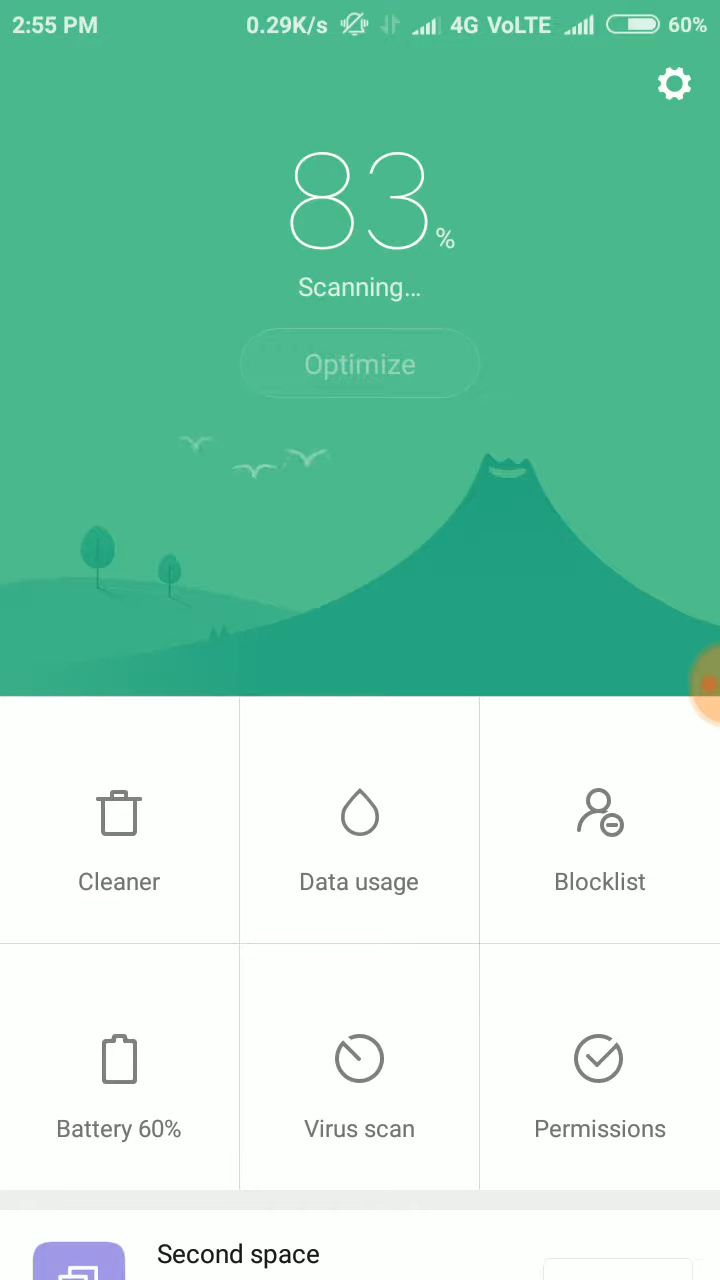 2:55 PM 0.29K/s 4G VoLTE 60%
83%
Scanning...
Optimize
Cleaner Data usage Blocklist
Battery 60% Virus scan Permissions
Second space